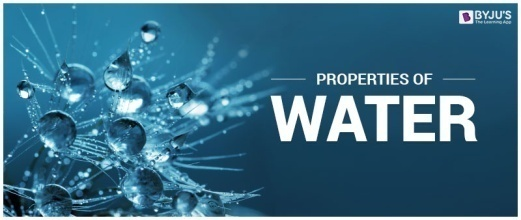 BYJU'S
The Learning App
PROPERTIES OF
WATER